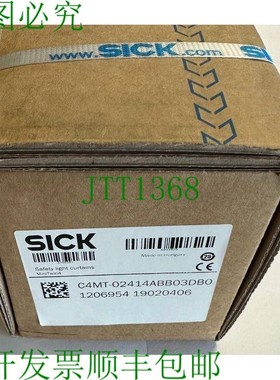 图必究
www.SICK.com
JTT1368
SICK
Safety light curtains
Made in Hungary
miniTwin4
C4MT-02414ABB03DB0
1206954 19020406
开发票顺丰包邮